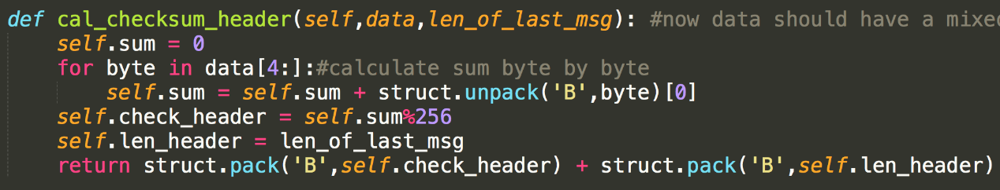 def cal_checksum_header(self,data,len_of_last_msg): #now data should have a
self.sum = 0
for byte in data[4:]:#calculate sum byte by byte
self.sum = self.sum + struct.unpack('B',byte)[0]
self.check_header = self.sum%256
self.len_header = len_of_last_msg
return struct.pack('B',self.check_header) + struct.pack('B',self.len_header)